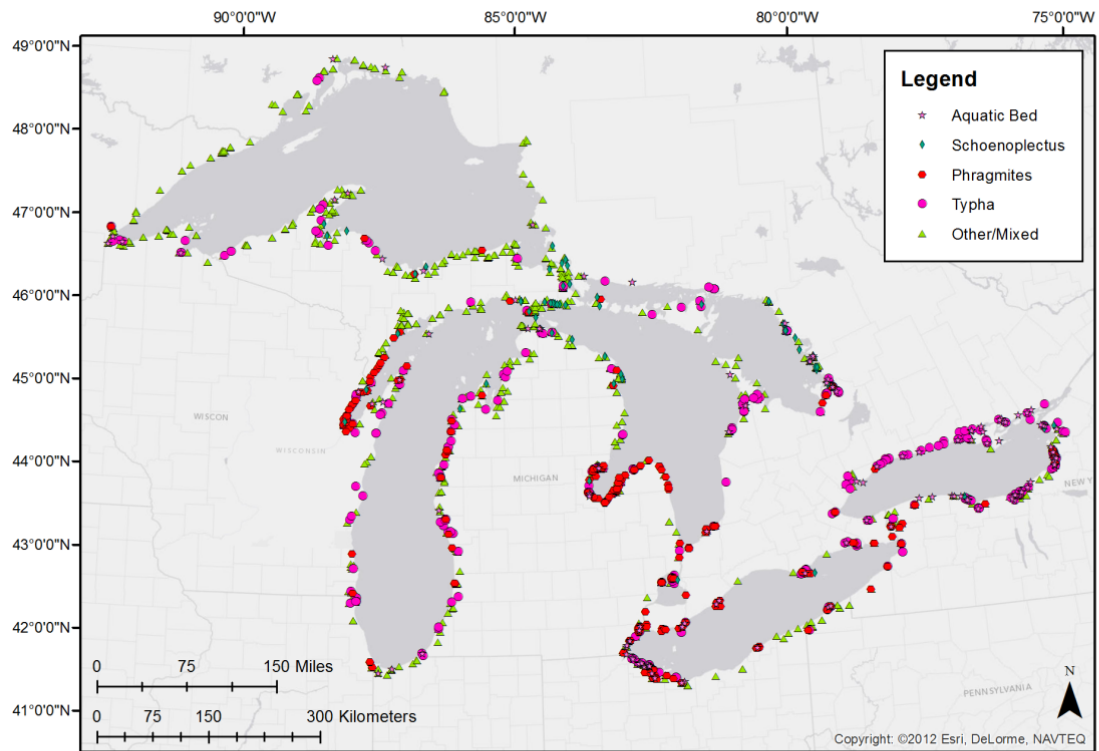 90°0'0"W 85°0'0"W 80°0'0"W 75°0'0"W
49°0'0"N
48°0'0"N
47°0'0"N
46°0'0"N
45°0'0"N
44°0'0"N
43°0'0"N
42°0'0"N
41°0'0"N
Legend
Aquatic Bed
Schoenoplectus
Phragmites
Typha
Other/Mixed
WISCON
WISCONSIN
MICHIGAN
NEW Y
PENNSYLVANIA
0 75 150 Miles
0 75 150 300 Kilometers
N
Copyright: ©2012 Esri, DeLorme, NAVTEQ